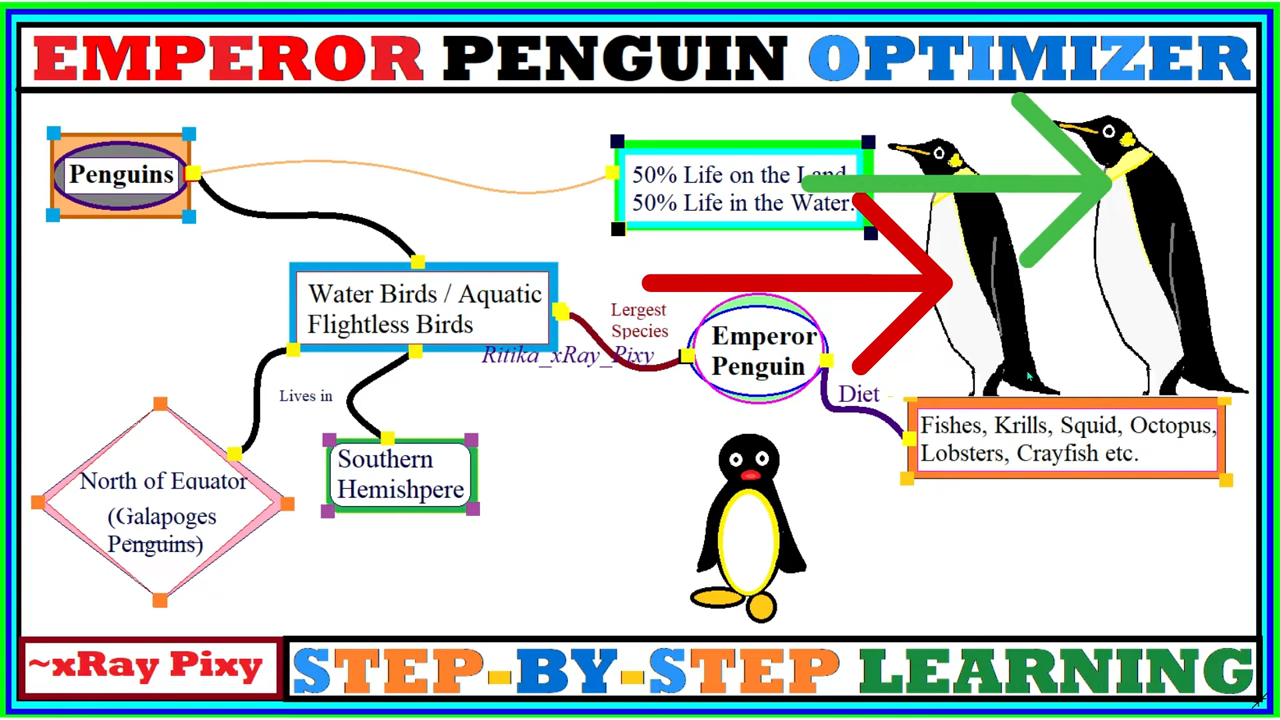 EMPEROR PENGUIN OPTIMIZER
Penguins
50% Life on the Land
50% Life in the Water.
Water Birds / Aquatic
Flightless Birds
Lergest
Species
Ritika_xRay_Pixy
Emperor
Penguin
Diet
Fishes, Krills, Squid, Octopus,
Lobsters, Crayfish etc.
Lives in
North of Equator
(Galapoges
Penguins)
Southern
Hemishpere
~xRay Pixy
STEP-BY-STEP LEARNING